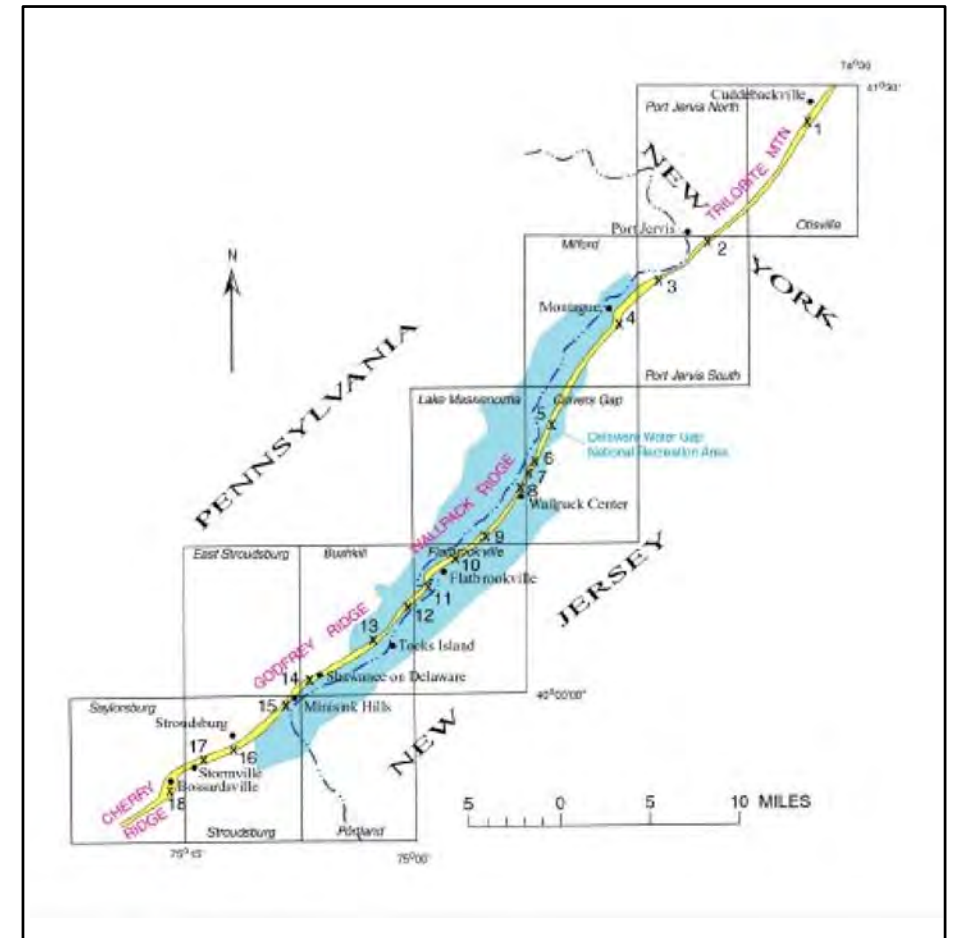 74°30'
41°30'
Cuddebackville
Port Jervis North
1
TRILOBITE MTN
NEW
YORK
Port Jervis
2
Otisville
Milford
N
3
Montague
4
Port Jervis South
PENNSYLVANIA
Lake Maskenozha
Culvers Gap
5
Delaware Water Gap
National Recreation Area
WALLPACK RIDGE
6
7
8
Wallpack Center
9
JERSEY
East Stroudsburg
Bushkill
Flatbrookville
10
Flatbrookville
11
12
GODFREY RIDGE
13
Tocks Island
14
Shawnee on Delaware
40°00'00"
Saylorsburg
15
Minisink Hills
NEW
Stroudsburg
17
16
Stormville
Bossardsville
18
CHERRY
RIDGE
5 0 5 10 MILES
Stroudsburg
Portland
75°15'
75°00'